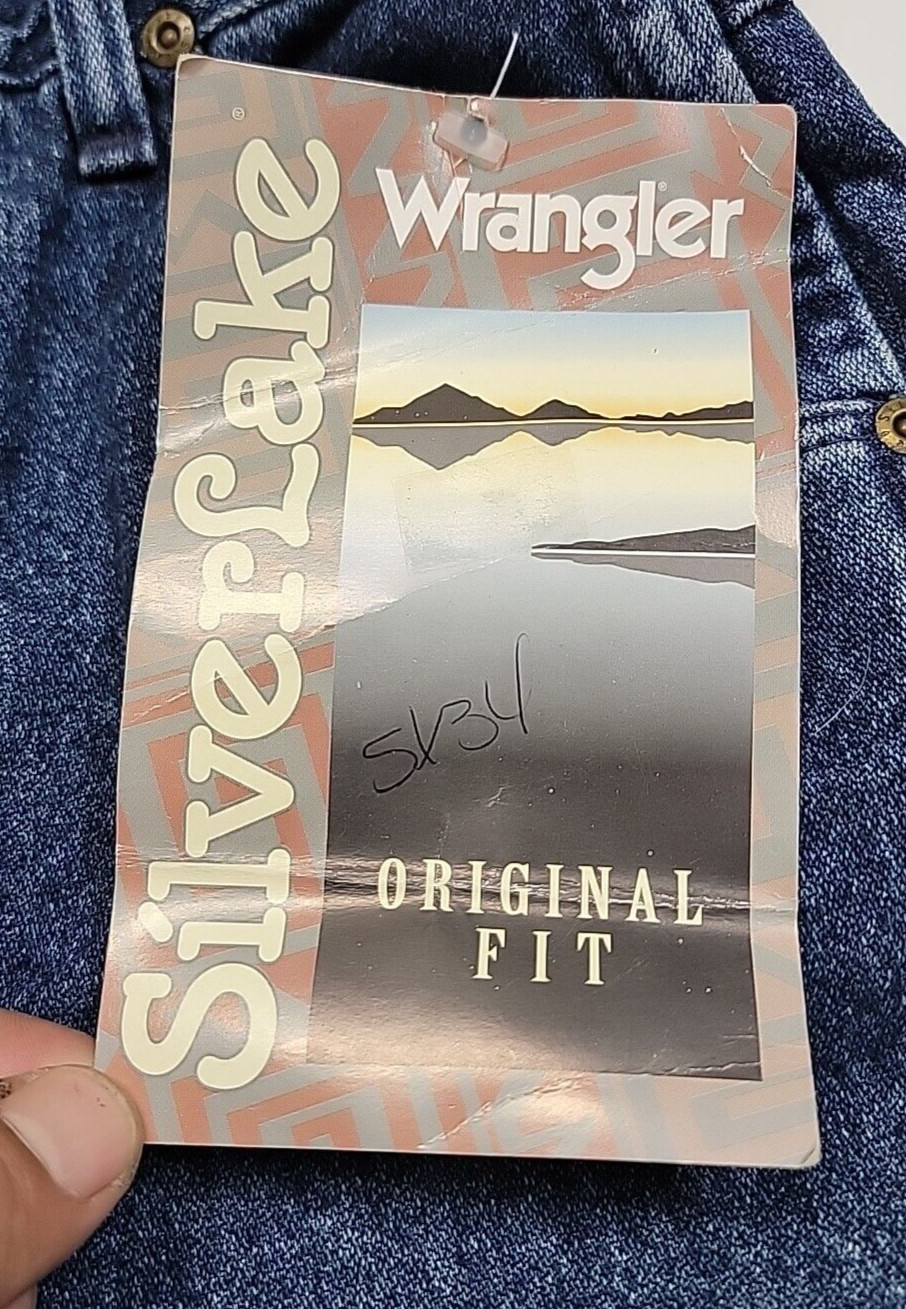 SilverLake®
Wrangler®
5x34
ORIGINAL
FIT